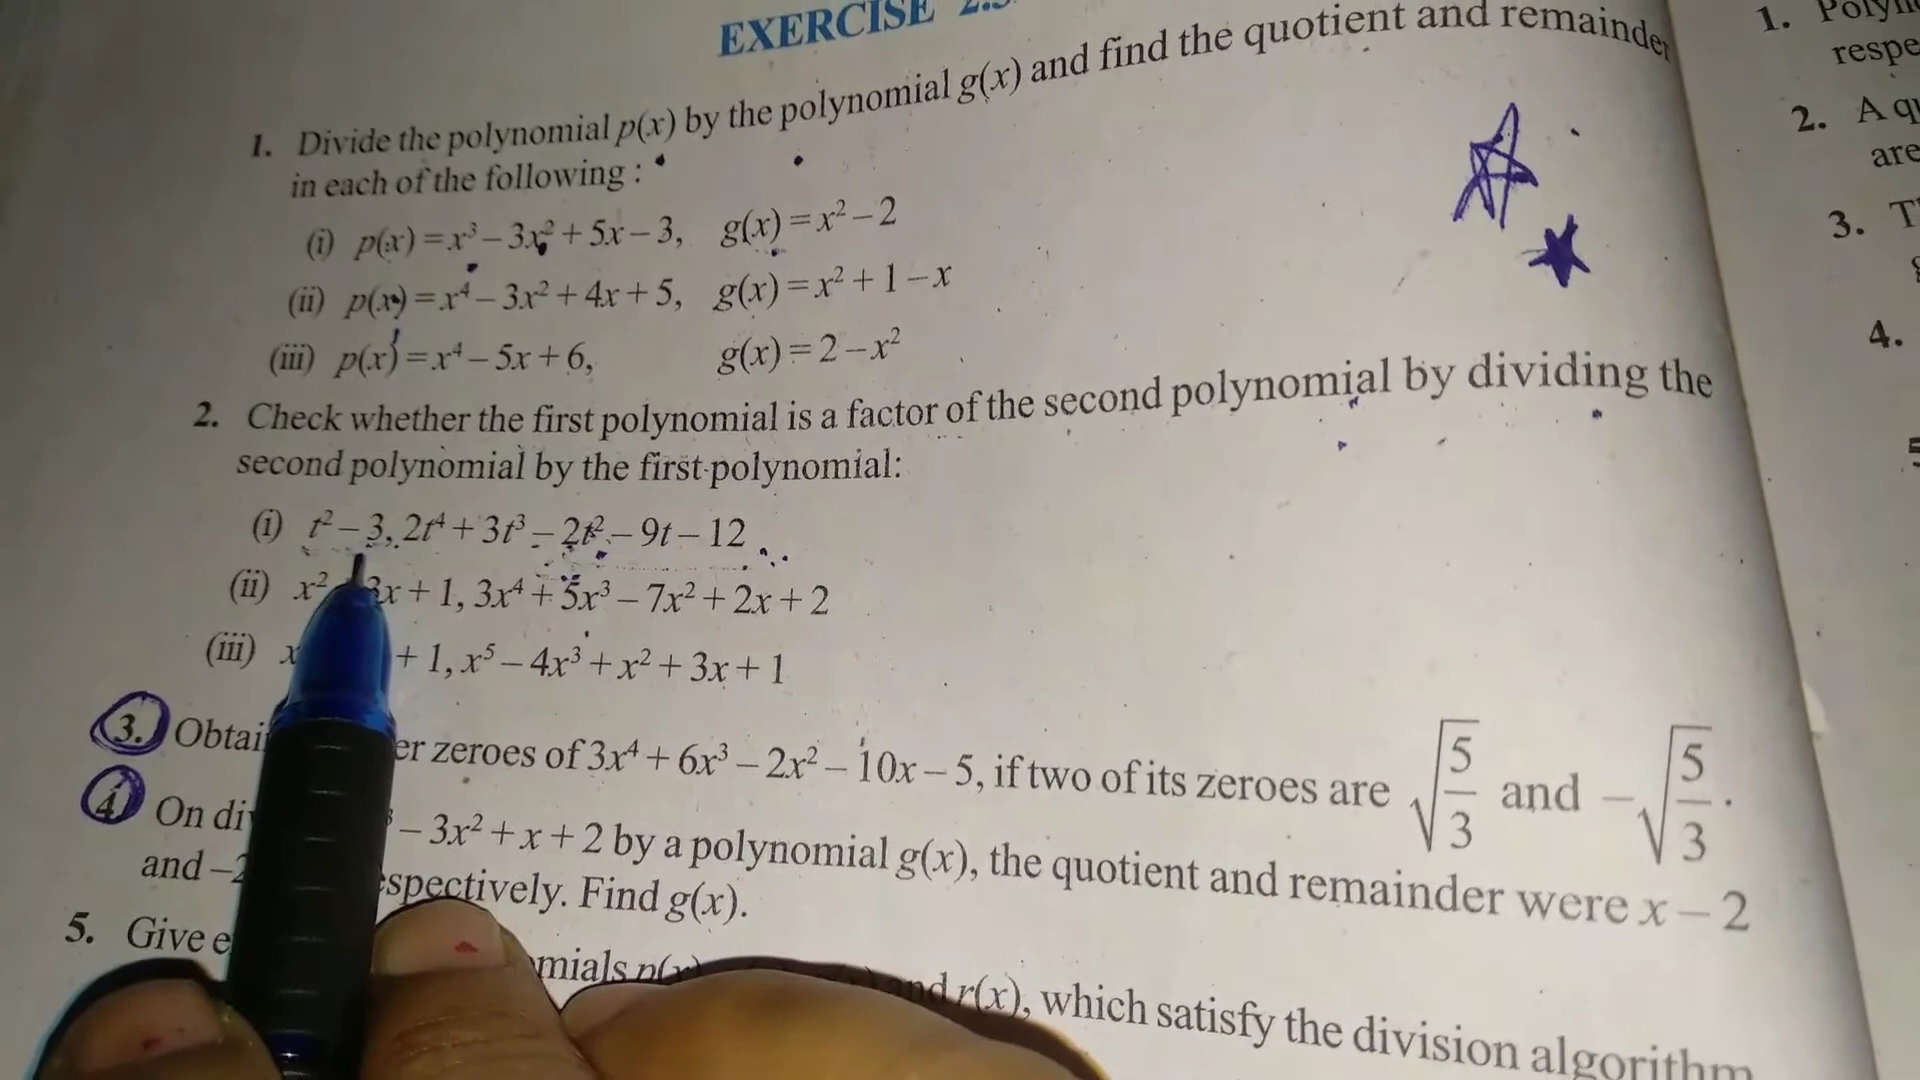 EXERCISE
1. Divide the polynomial p(x) by the polynomial g(x) and find the quotient and remainder
in each of the following :
(i) p(x) = x³ – 3x² + 5x – 3, g(x) = x² – 2
(ii) p(x) = x⁴ – 3x² + 4x + 5, g(x) = x² + 1 – x
(iii) p(x) = x⁴ – 5x + 6, g(x) = 2 – x²
2. Check whether the first polynomial is a factor of the second polynomial by dividing the
second polynomial by the first polynomial:
(i) t² – 3, 2t⁴ + 3t³ – 2t² – 9t – 12
(ii) x² 3x + 1, 3x⁴ + 5x³ – 7x² + 2x + 2
(iii) x + 1, x⁵ – 4x³ + x² + 3x + 1
3. zeroes of 3x⁴ + 6x³ – 2x² – 10x – 5, if two of its zeroes are √(5/3) and –√(5/3).
4. On – 3x² + x + 2 by a polynomial g(x), the quotient and remainder were x – 2
and – Find g(x).
5. Give and r(x), which satisfy the division algorithm
1.
2. A
are
3.
4.